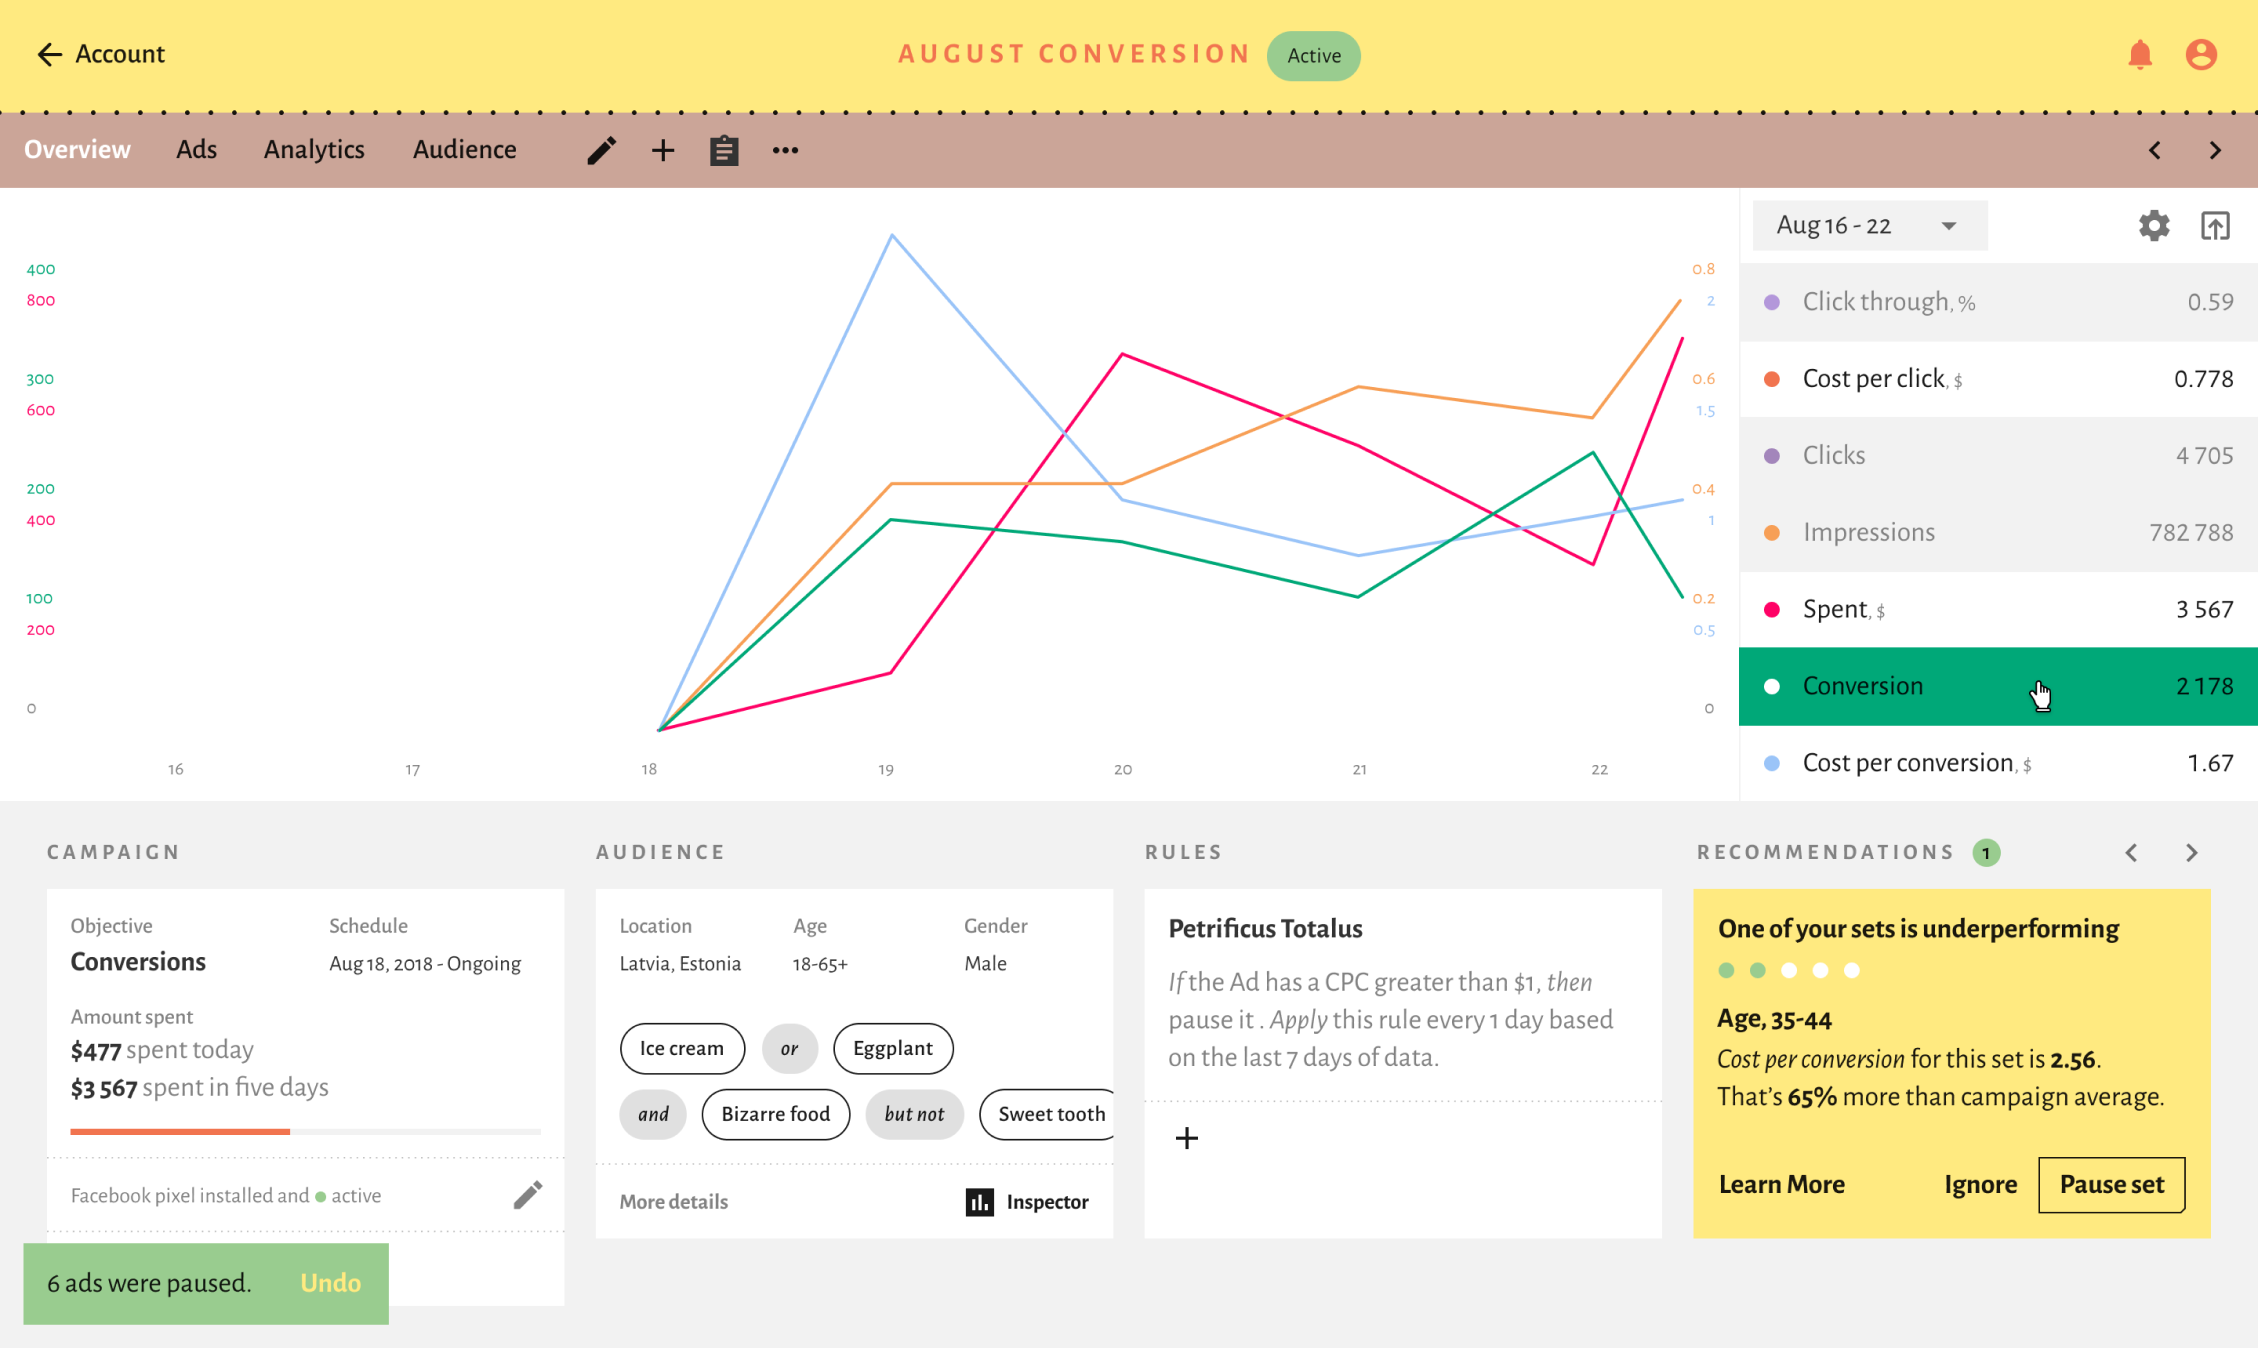 Account
AUGUST CONVERSION
Active
Overview
Ads
Analytics
Audience
Aug 16 - 22
400
800
300
600
200
400
100
200
0
0.8
2
0.6
1.5
0.4
1
0.2
0.5
0
16
17
18
19
20
21
22
Click through, % 0.59
Cost per click, $ 0.778
Clicks 4 705
Impressions 782 788
Spent, $ 3 567
Conversion 2 178
Cost per conversion, $ 1.67
CAMPAIGN
Objective
Conversions
Schedule
Aug 18, 2018 - Ongoing
Amount spent
$477 spent today
$3 567 spent in five days
Facebook pixel installed and active
6 ads were paused. Undo
AUDIENCE
Location
Latvia, Estonia
Age
18-65+
Gender
Male
Ice cream or Eggplant
and Bizarre food but not Sweet tooth
More details
Inspector
RULES
Petrificus Totalus
If the Ad has a CPC greater than $1, then
pause it . Apply this rule every 1 day based
on the last 7 days of data.
RECOMMENDATIONS 1
One of your sets is underperforming
Age, 35-44
Cost per conversion for this set is 2.56.
That’s 65% more than campaign average.
Learn More
Ignore
Pause set